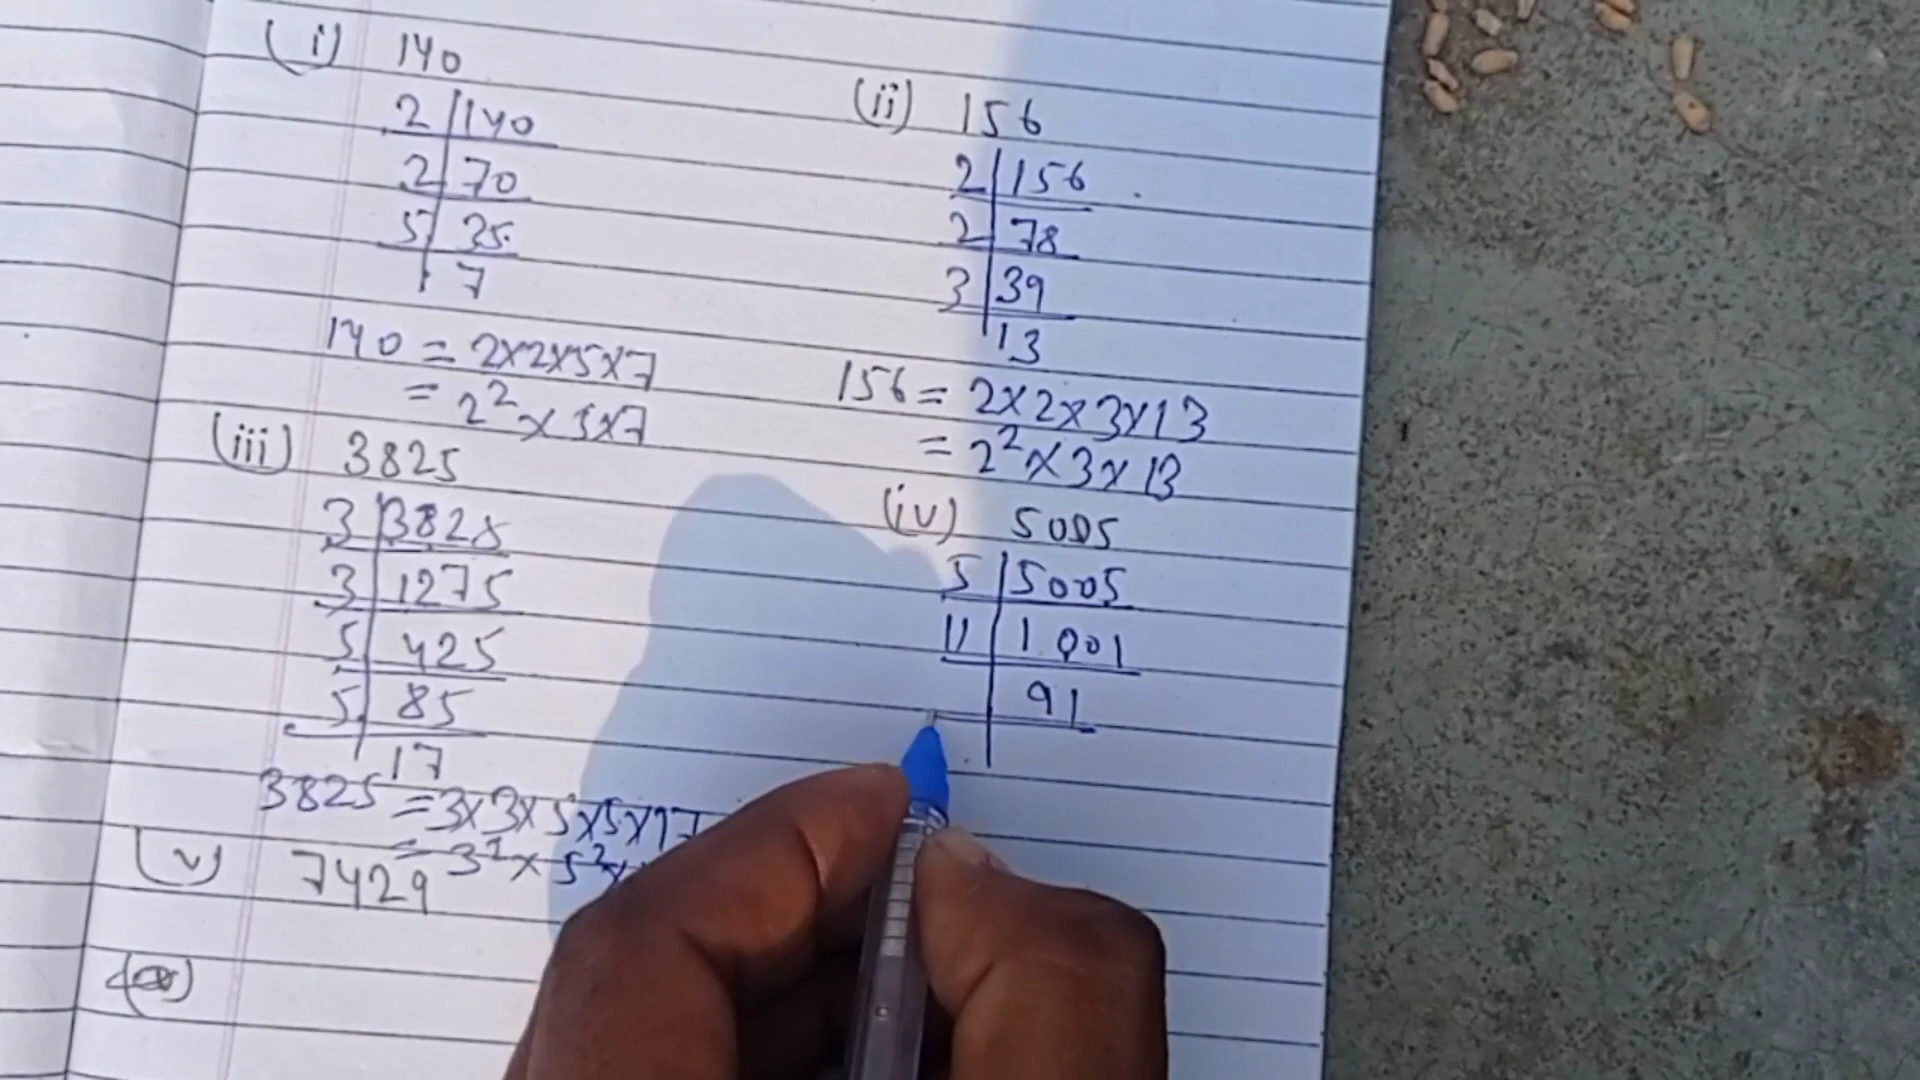 (i) 140
2 | 140
2 | 70
5 | 35
7
140 = 2×2×5×7
= 2² × 5×7
(ii) 156
2 | 156
2 | 78
3 | 39
13
156 = 2×2×3×13
= 2²×3×13
(iii) 3825
3 | 3825
3 | 1275
5 | 425
5 | 85
17
3825 = 3×3×5×5×17
= 3² × 5²×
(iv) 5005
5 | 5005
11 | 1001
91
(v) 7429